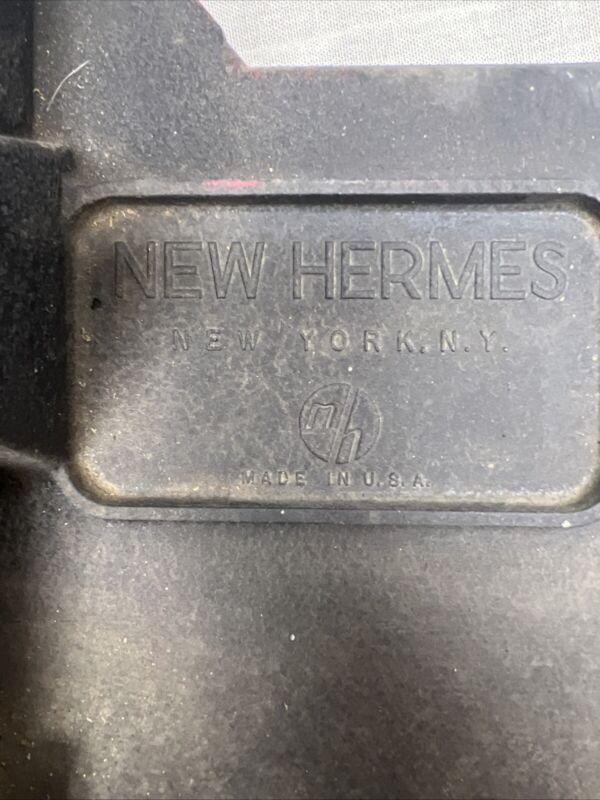 NEW HERMES
NEW YORK, N.Y.
nh
MADE IN U.S.A.